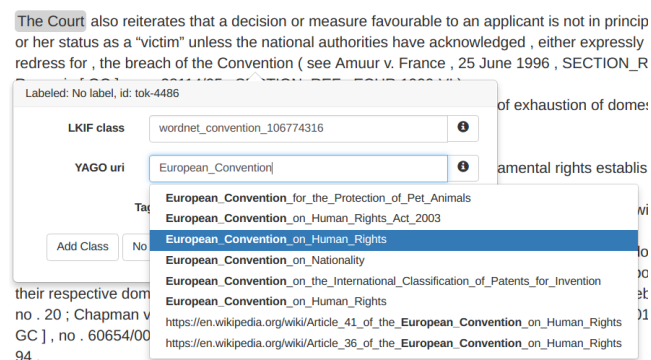 The Court also reiterates that a decision or measure favourable to an applicant is not in princip
or her status as a “victim” unless the national authorities have acknowledged , either expressly
redress for , the breach of the Convention ( see Amuur v. France , 25 June 1996 , SECTION_R
Labeled: No label, id: tok-4486
of exhaustion of domes
LKIF class
wordnet_convention_106774316
YAGO uri
European_Convention
amental rights establis
European_Convention_for_the_Protection_of_Pet_Animals
Tag
European_Convention_on_Human_Rights_Act_2003
European_Convention_on_Human_Rights
Add Class
No
European_Convention_on_Nationality
European_Convention_on_the_International_Classification_of_Patents_for_Invention
their respective dom
European_Convention_on_Human_Rights
no . 20 ; Chapman v
https://en.wikipedia.org/wiki/Article_41_of_the_European_Convention_on_Human_Rights
GC ] , no . 60654/00
https://en.wikipedia.org/wiki/Article_36_of_the_European_Convention_on_Human_Rights
94